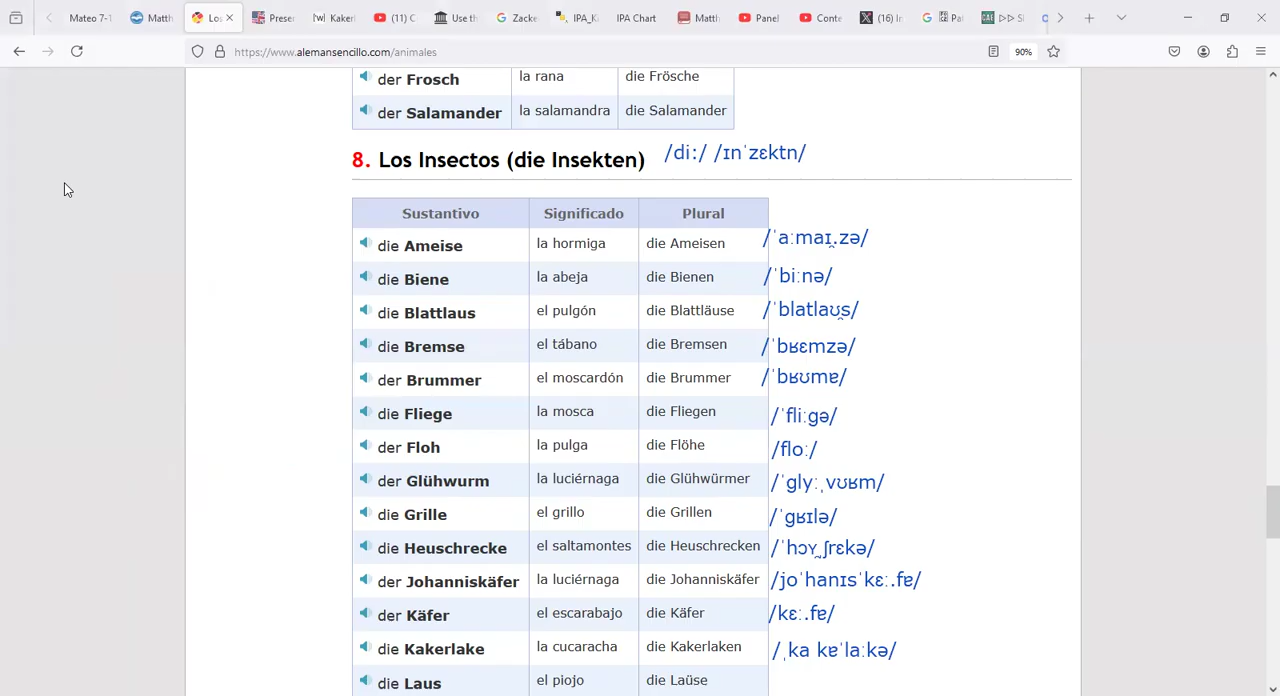 Mateo 7-1
Matth
Los
Prese
Kakerl
(11) C
Use th
Zacke
IPA_K
IPA Chart
Matth
Panel
Conte
(16) In
Pal
https://www.alemansencillo.com/animales
90%
der Frosch la rana die Frösche
der Salamander la salamandra die Salamander
8. Los Insectos (die Insekten) /diː/ /ɪnˈzɛktn/
Sustantivo Significado Plural
die Ameise la hormiga die Ameisen /ˈaːmaɪ̯.zə/
die Biene la abeja die Bienen /ˈbiːnə/
die Blattlaus el pulgón die Blattläuse /ˈblatlaʊ̯s/
die Bremse el tábano die Bremsen /ˈbʁɛmzə/
der Brummer el moscardón die Brummer /ˈbʁʊmɐ/
die Fliege la mosca die Fliegen /ˈfliːgə/
der Floh la pulga die Flöhe /floː/
der Glühwurm la luciérnaga die Glühwürmer /ˈglyːˌvʊʁm/
die Grille el grillo die Grillen /ˈgʁɪlə/
die Heuschrecke el saltamontes die Heuschrecken /ˈhɔʏ̯ʃrɛkə/
der Johanniskäfer la luciérnaga die Johanniskäfer /joˈhanɪsˈkɛː.fɐ/
der Käfer el escarabajo die Käfer /kɛː.fɐ/
die Kakerlake la cucaracha die Kakerlaken /ˌka kɐˈlaːkə/
die Laus el piojo die Laüse